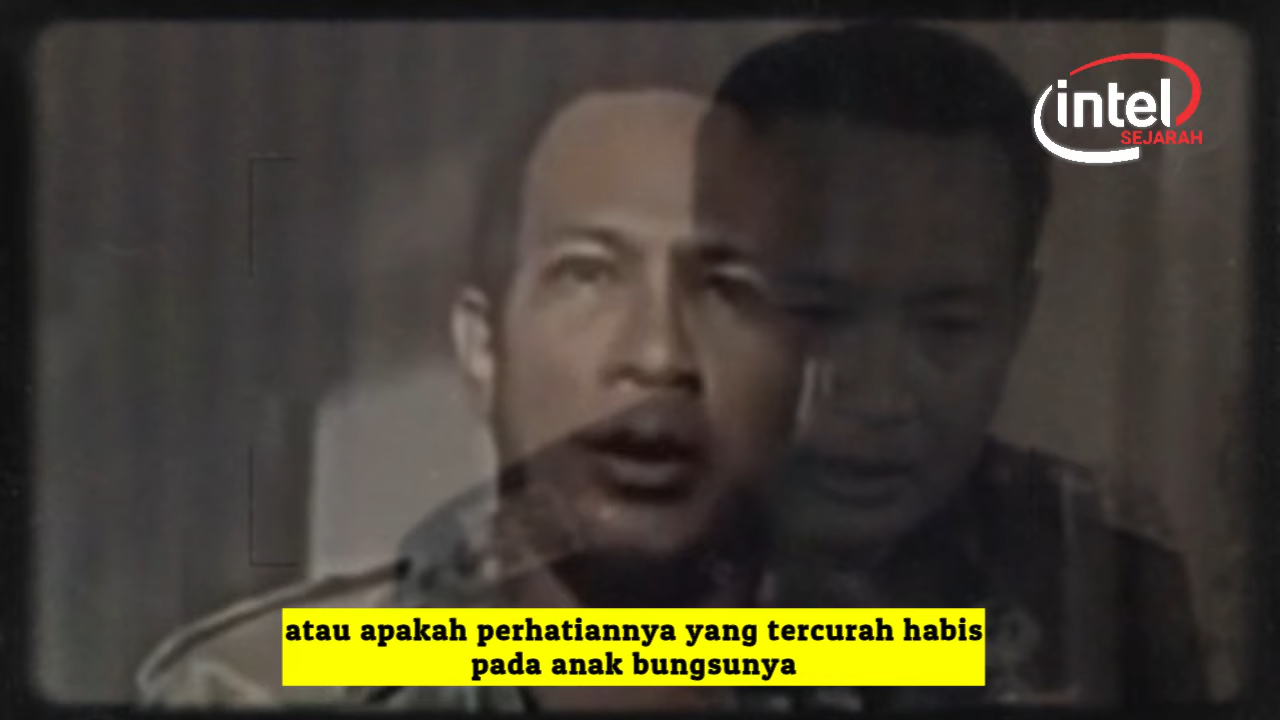 intel
SEJARAH
atau apakah perhatiannya yang tercurah habis
pada anak bungsunya